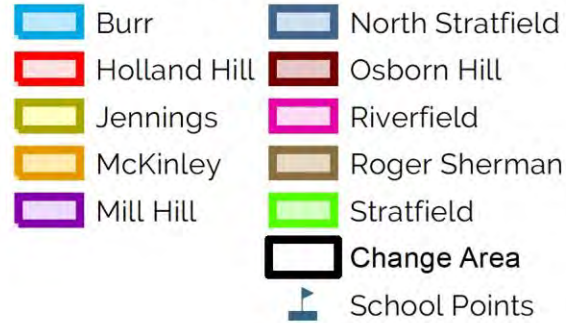 Burr
Holland Hill
Jennings
McKinley
Mill Hill
North Stratfield
Osborn Hill
Riverfield
Roger Sherman
Stratfield
Change Area
School Points